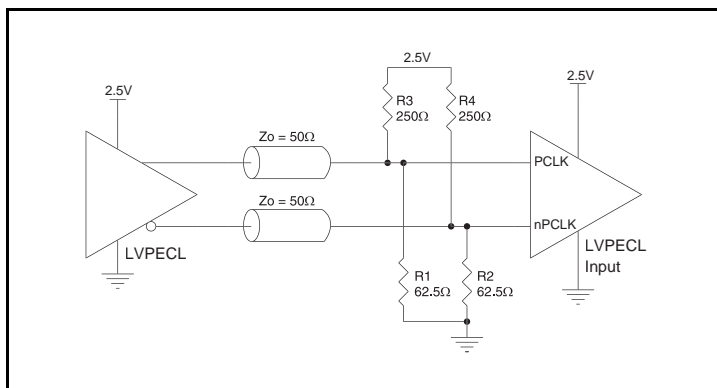 2.5V
2.5V
2.5V
R3
250Ω
R4
250Ω
Zo = 50Ω
PCLK
Zo = 50Ω
nPCLK
LVPECL
LVPECL
Input
R1
62.5Ω
R2
62.5Ω